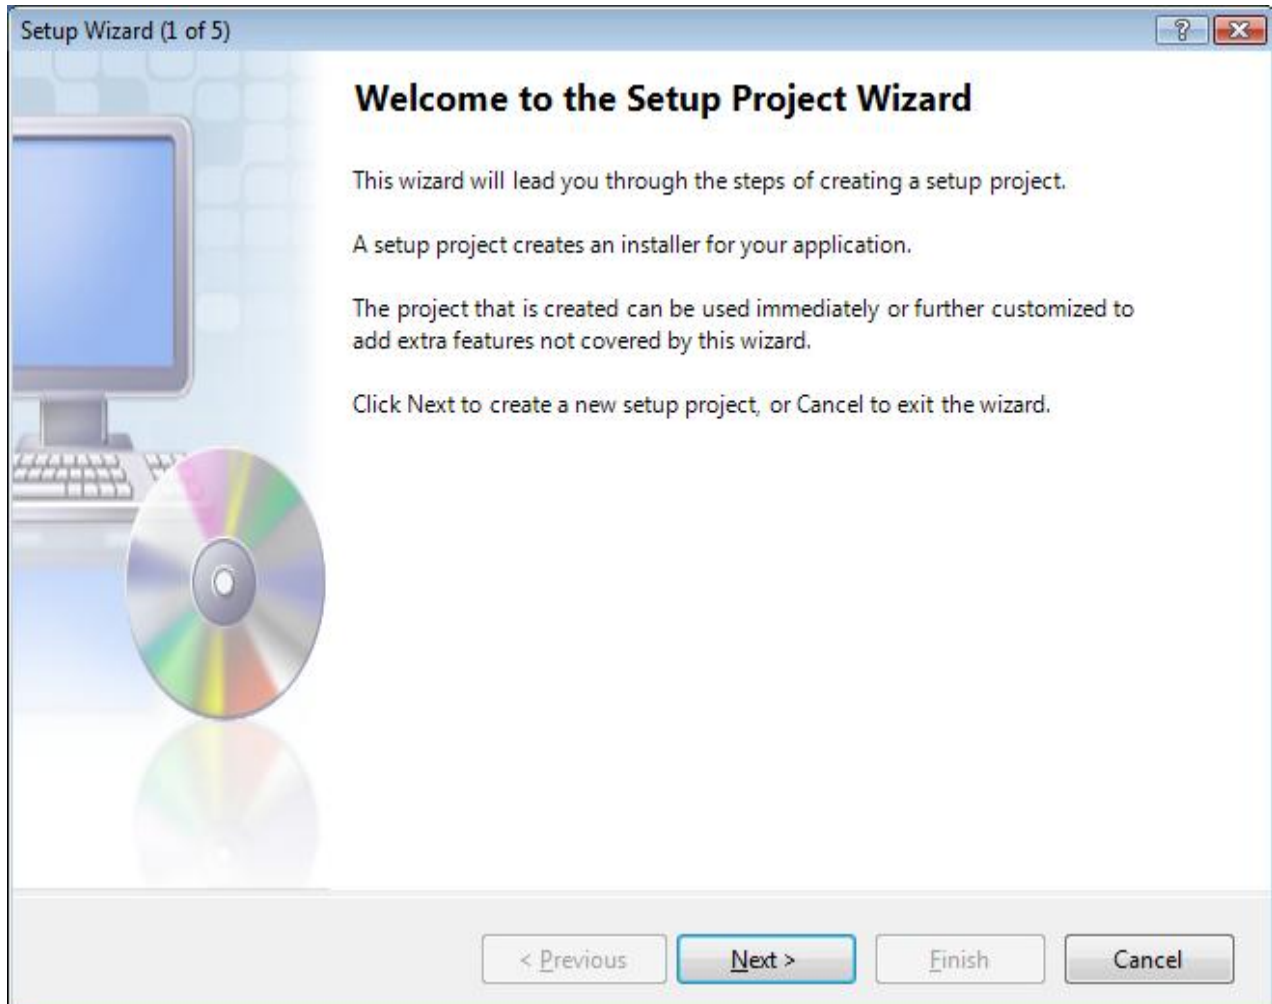 Setup Wizard (1 of 5)
Welcome to the Setup Project Wizard
This wizard will lead you through the steps of creating a setup project.
A setup project creates an installer for your application.
The project that is created can be used immediately or further customized to
add extra features not covered by this wizard.
Click Next to create a new setup project, or Cancel to exit the wizard.
< Previous Next > Finish Cancel